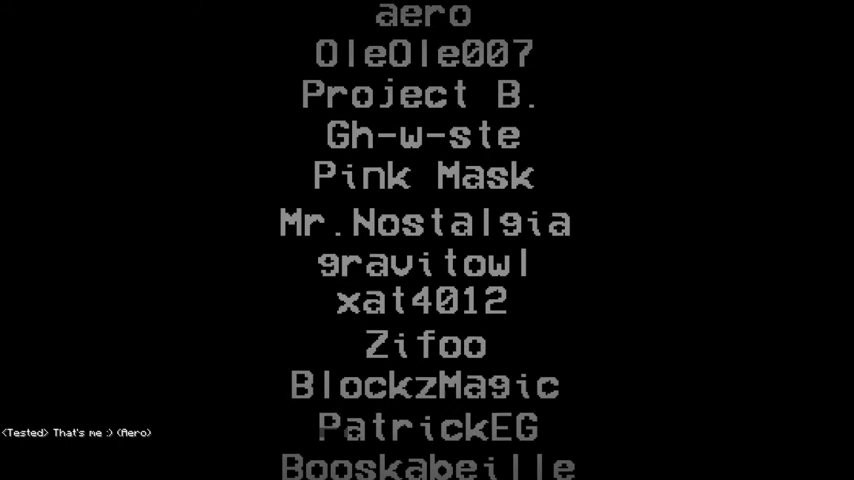 aero
OleOle007
Project B.
Gh-w-ste
Pink Mask
Mr.Nostalgia
gravitowl
xat4012
Zifoo
BlockzMagic
PatrickEG
Booskabeille
<Tested> That's me :) (Aero)